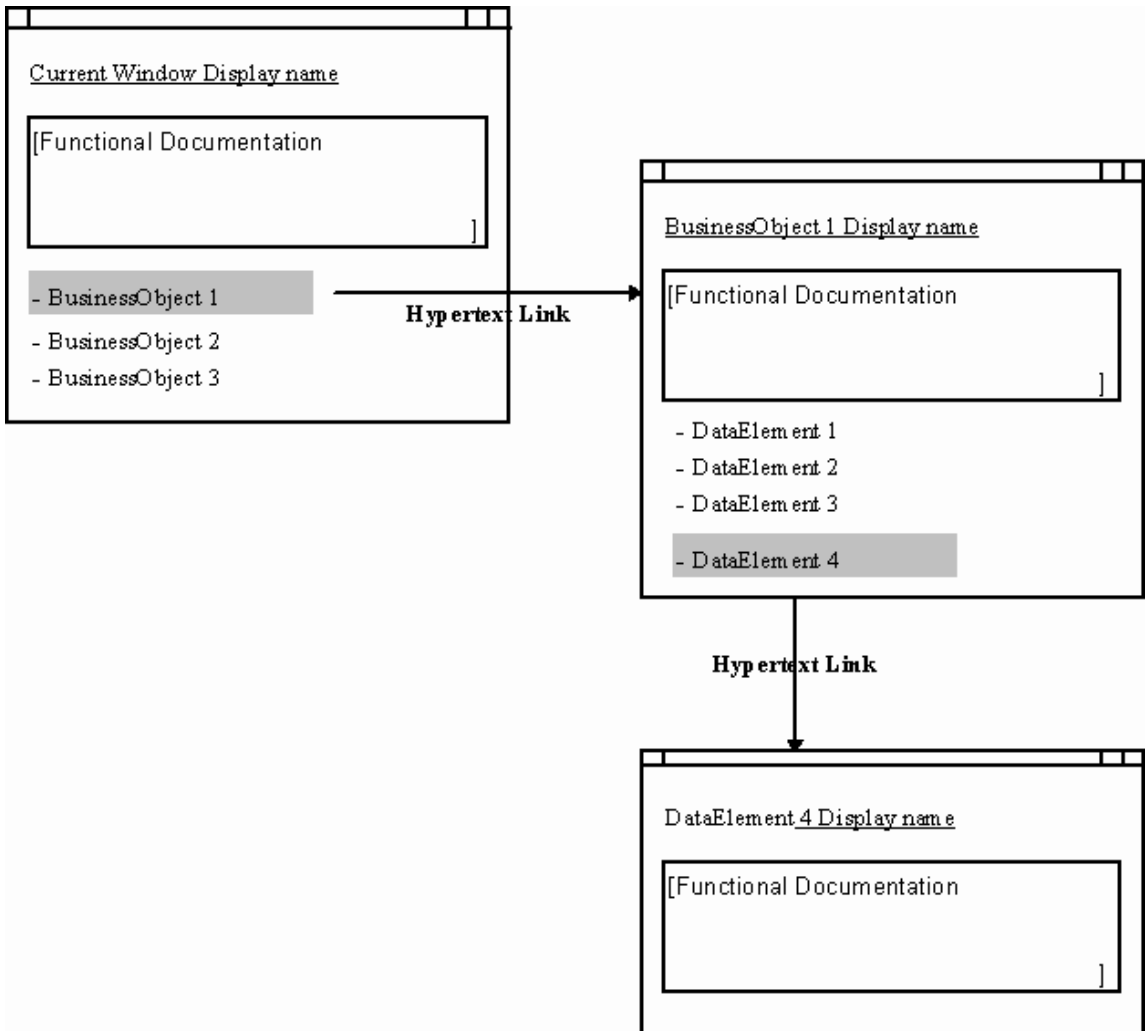 Current Window Display name
[Functional Documentation
]
- BusinessObject 1
- BusinessObject 2
- BusinessObject 3
Hypertext Link
BusinessObject 1 Display name
[Functional Documentation
]
- DataElement 1
- DataElement 2
- DataElement 3
- DataElement 4
Hypertext Link
DataElement 4 Display name
[Functional Documentation
]